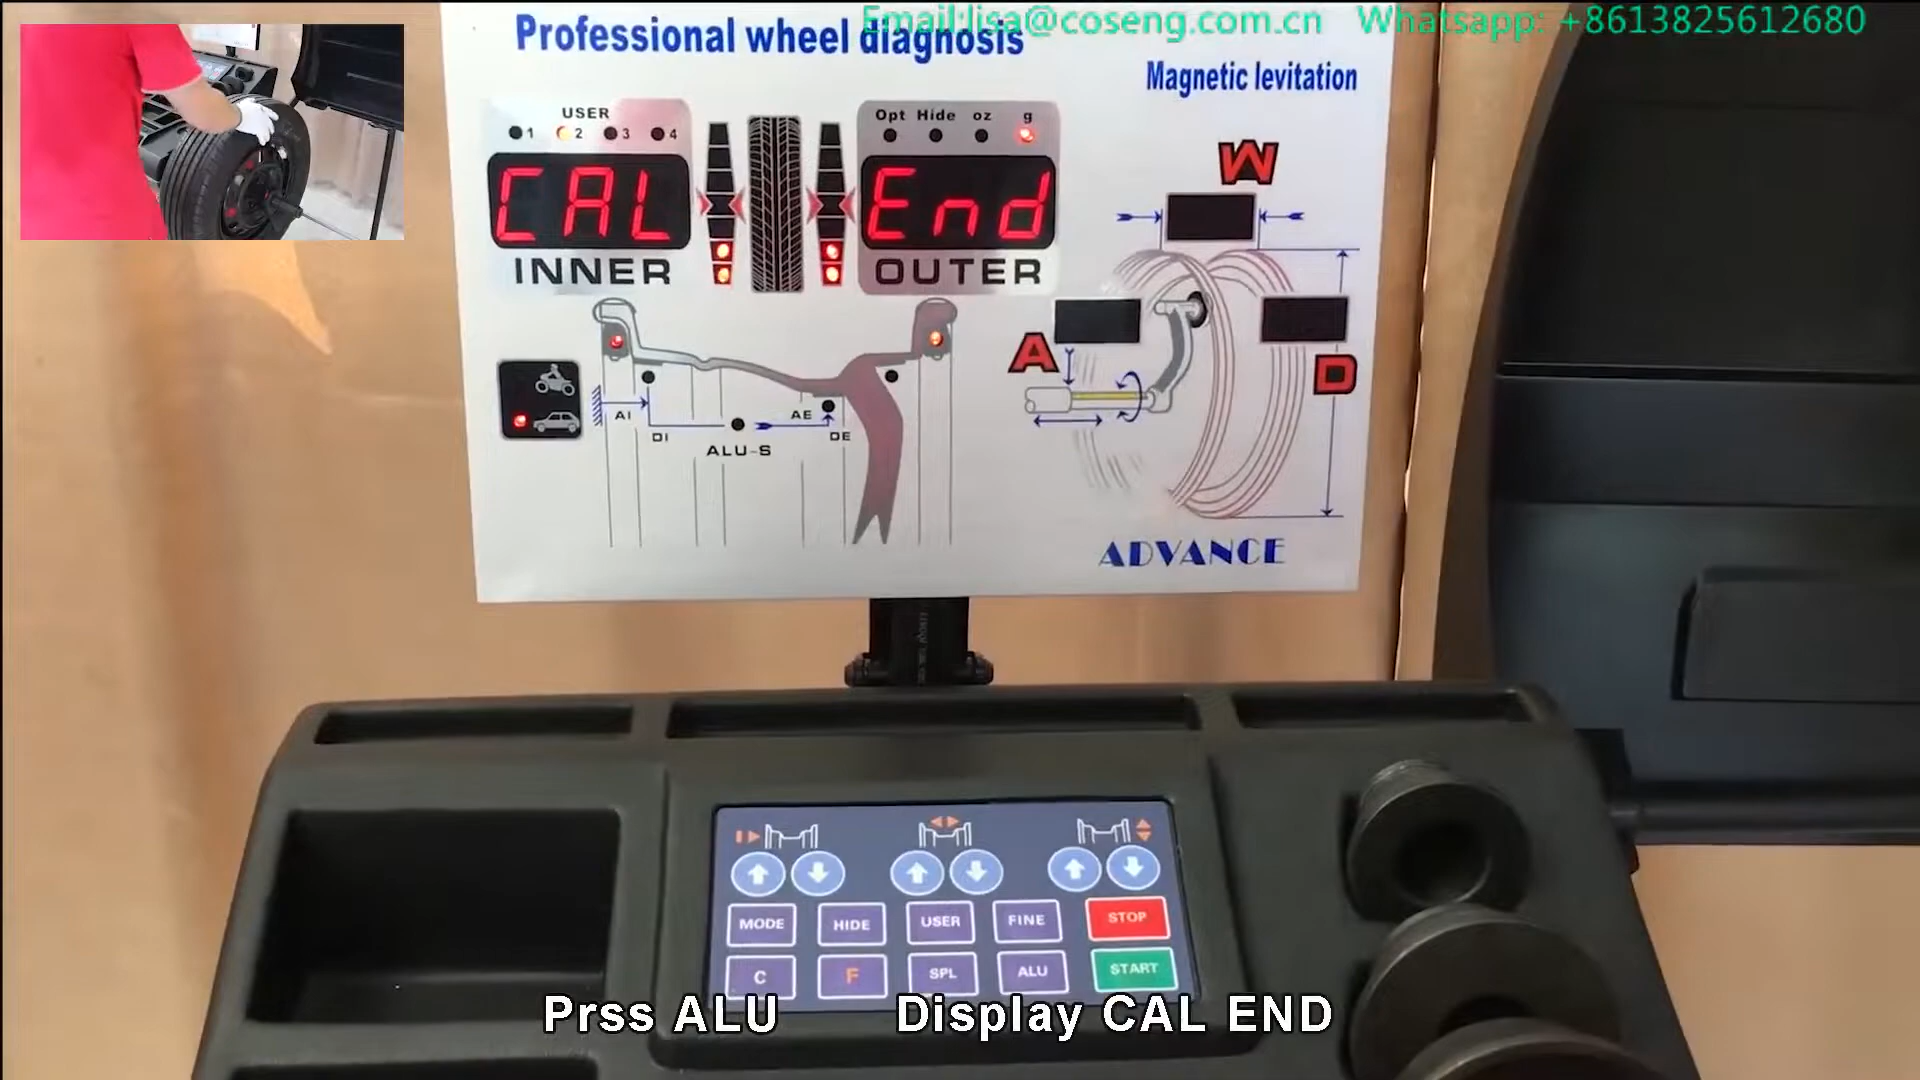 Email:lisa@coseng.com.cn Whatsapp: +8613825612680
Professional wheel diagnosis
Magnetic levitation
USER
1 2 3 4
Opt Hide oz g
CAL
End
INNER
OUTER
W
A
D
AI
DI
AE
DE
ALU-S
ADVANCE
MODE HIDE USER FINE STOP
C F SPL ALU START
Prss ALU Display CAL END